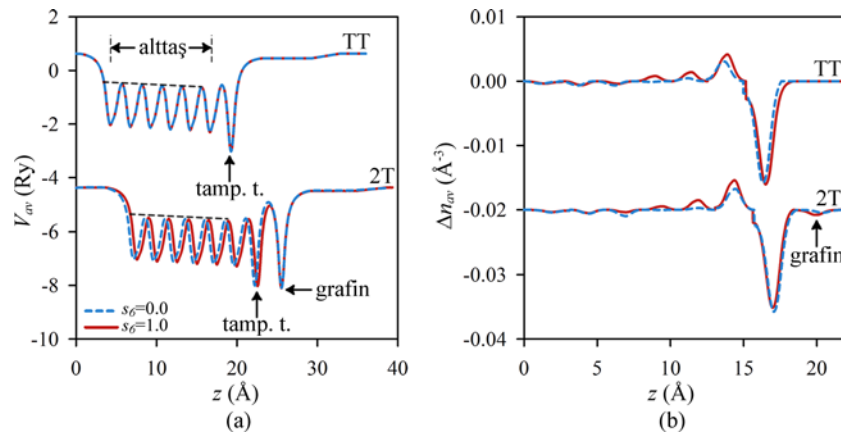 alttaş
TT
2
0
-2
-4
-6
-8
-10
V_av (Ry)
tamp. t.
2T
grafin
tamp. t.
s₆=0.0
s₆=1.0
0 10 20 30 40
z (Å)
(a)
0.01
0.00
-0.01
-0.02
-0.03
-0.04
Δn_av (Å⁻³)
TT
2T
grafin
0 5 10 15 20
z (Å)
(b)